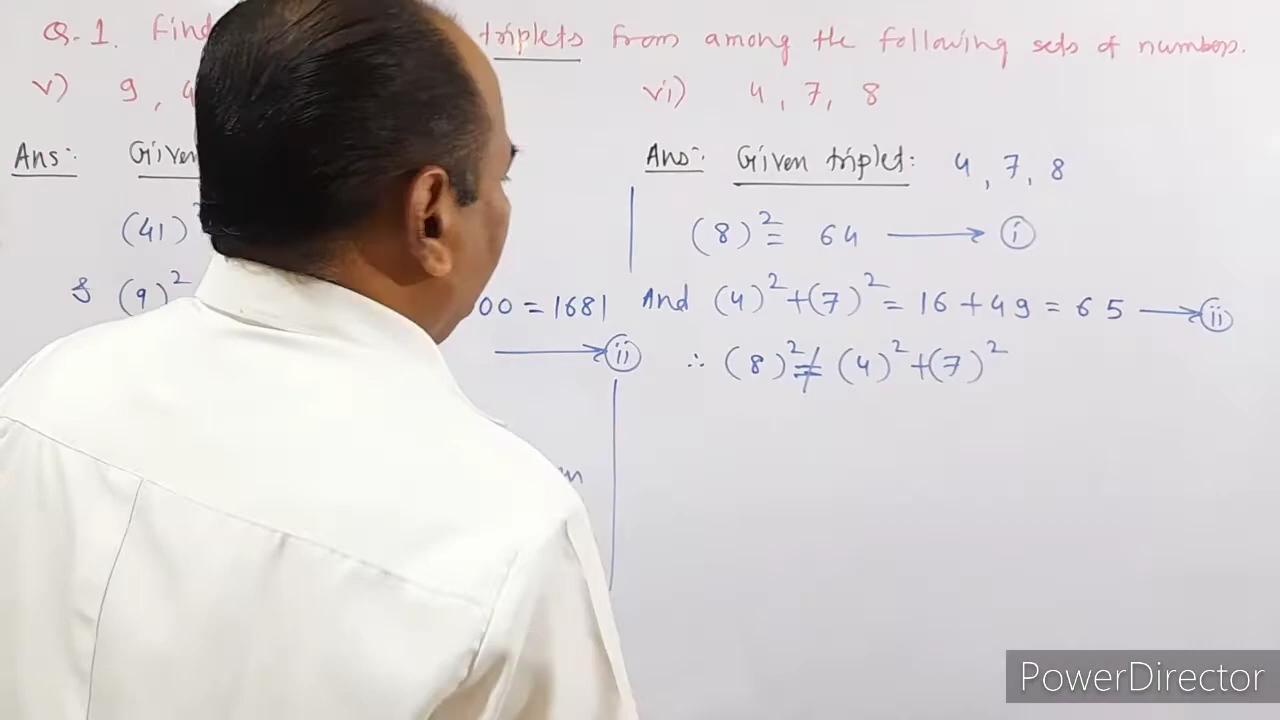 Q.1. Find triplets from among the following sets of numbers.
v) 9,
vi) 4, 7, 8
Ans:- Given
(41)
& (9)² 00 = 1681
ii
Ans:- Given triplet: 4, 7, 8
(8)² = 64 → i
And (4)² + (7)² = 16 + 49 = 65 → ii
∴ (8)² ≠ (4)² + (7)²
PowerDirector